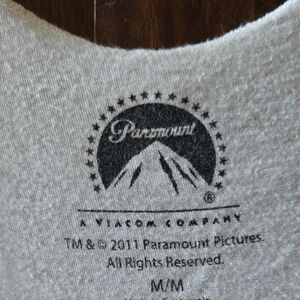 Paramount
®
A VIACOM COMPANY
TM & © 2011 Paramount Pictures.
All Rights Reserved.
M/M